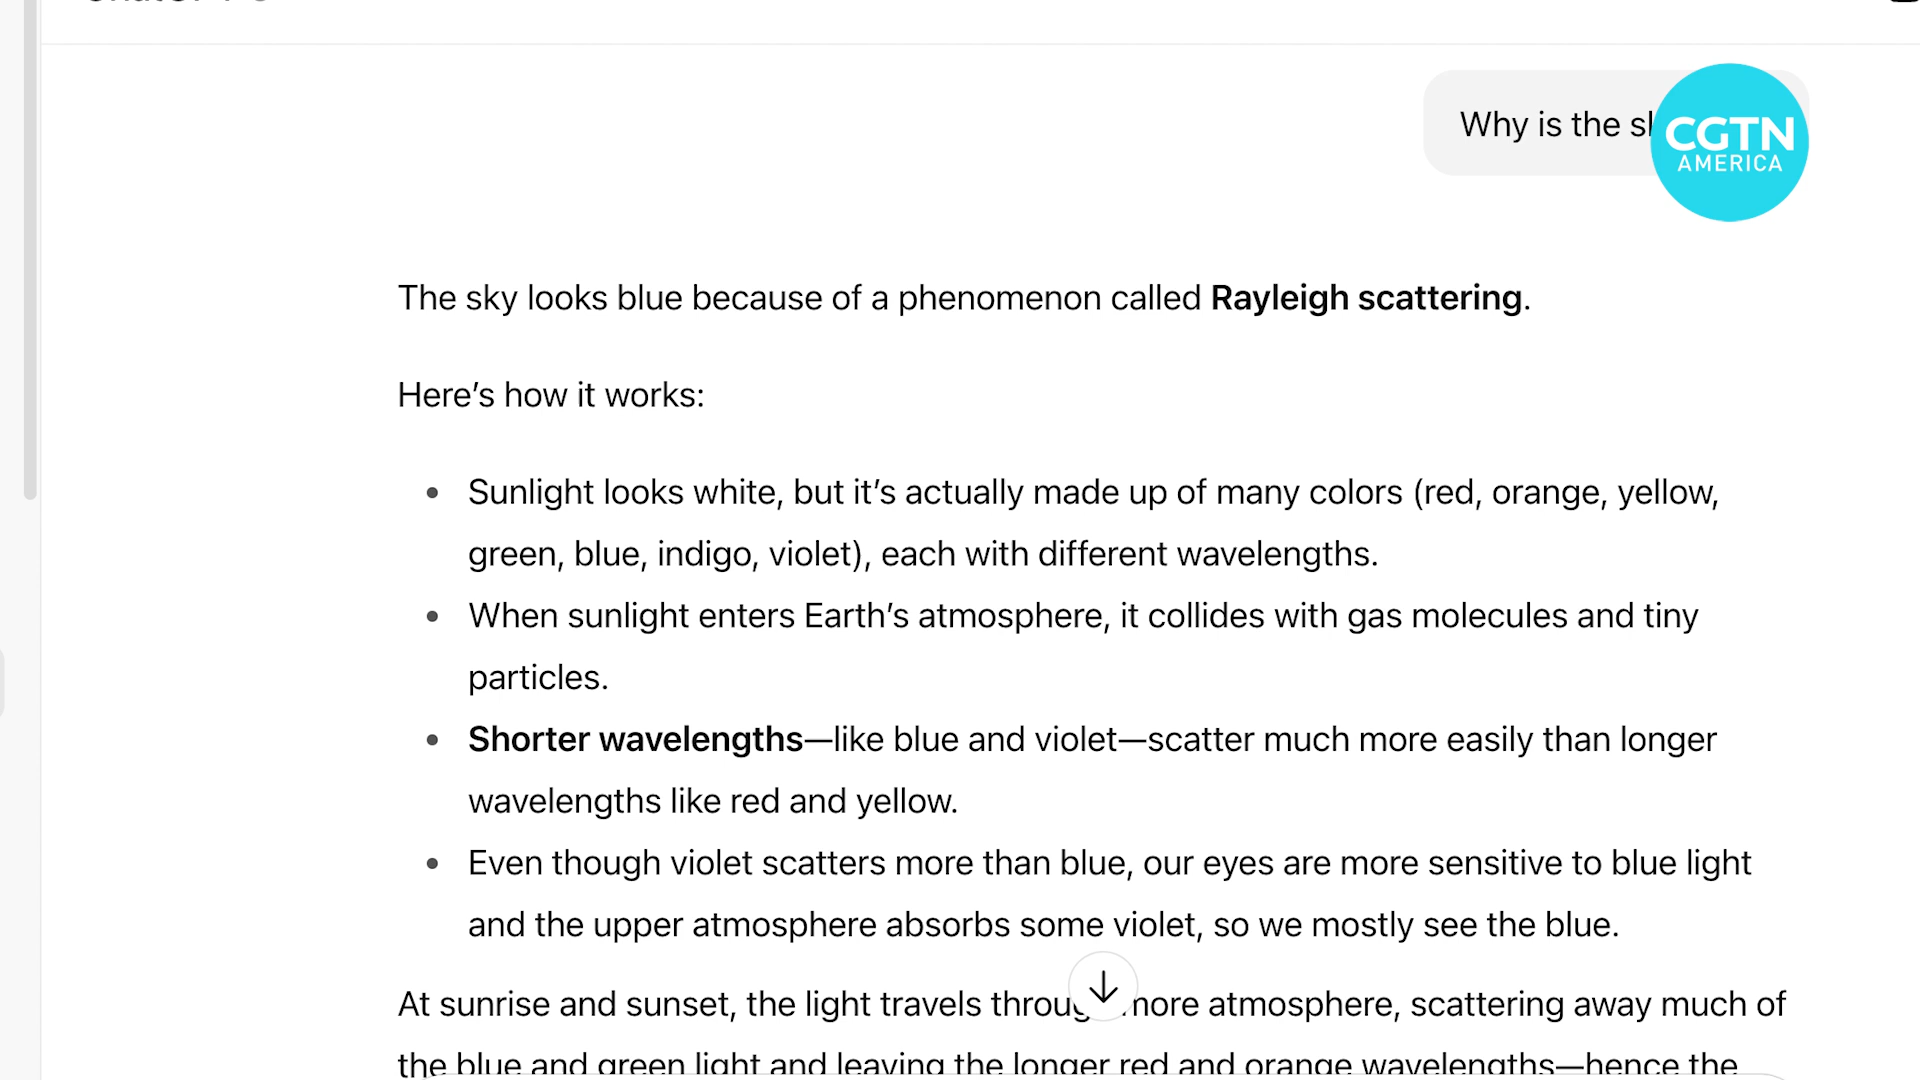 Why is the
CGTN
AMERICA
The sky looks blue because of a phenomenon called Rayleigh scattering.
Here’s how it works:
• Sunlight looks white, but it’s actually made up of many colors (red, orange, yellow,
green, blue, indigo, violet), each with different wavelengths.
• When sunlight enters Earth’s atmosphere, it collides with gas molecules and tiny
particles.
• Shorter wavelengths—like blue and violet—scatter much more easily than longer
wavelengths like red and yellow.
• Even though violet scatters more than blue, our eyes are more sensitive to blue light
and the upper atmosphere absorbs some violet, so we mostly see the blue.
At sunrise and sunset, the light travels through more atmosphere, scattering away much of
the blue and green light and leaving the longer red and orange wavelengths—hence the